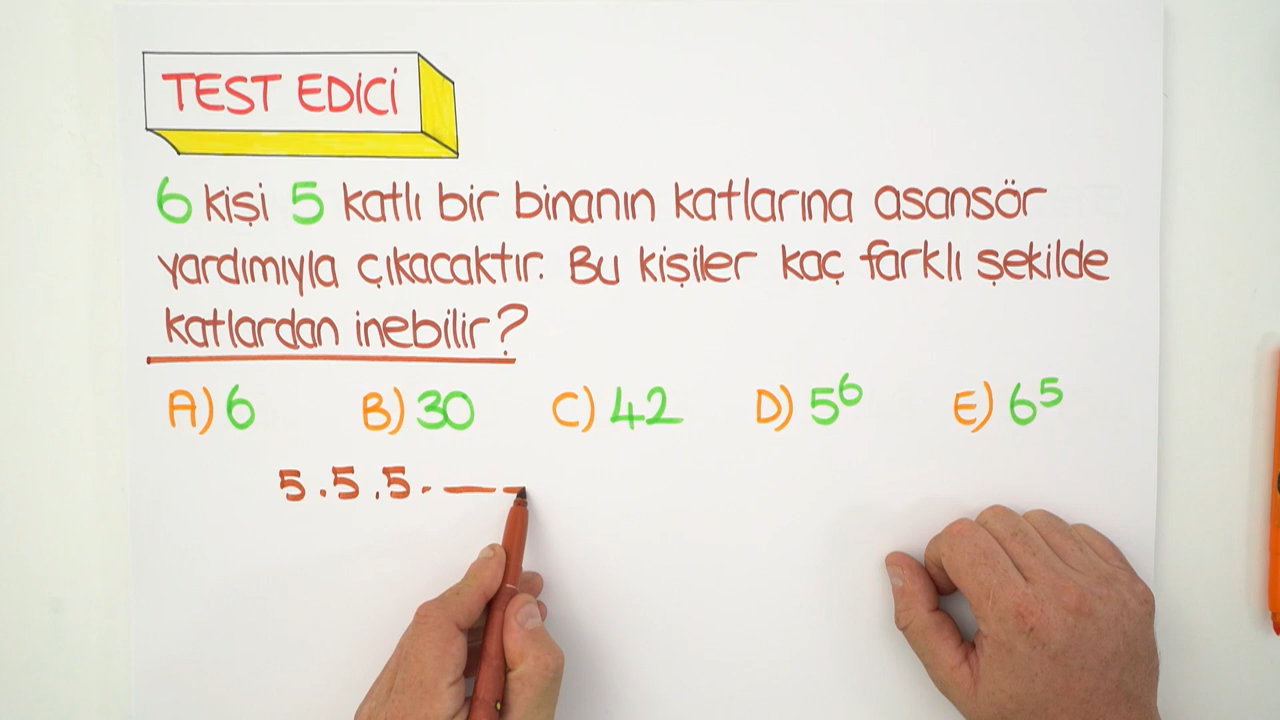 TEST EDİCİ
6 kişi 5 katlı bir binanın katlarına asansör
yardımıyla çıkacaktır. Bu kişiler kaç farklı şekilde
katlardan inebilir?
A) 6 B) 30 C) 42 D) 5⁶ E) 6⁵
5 . 5 . 5 .